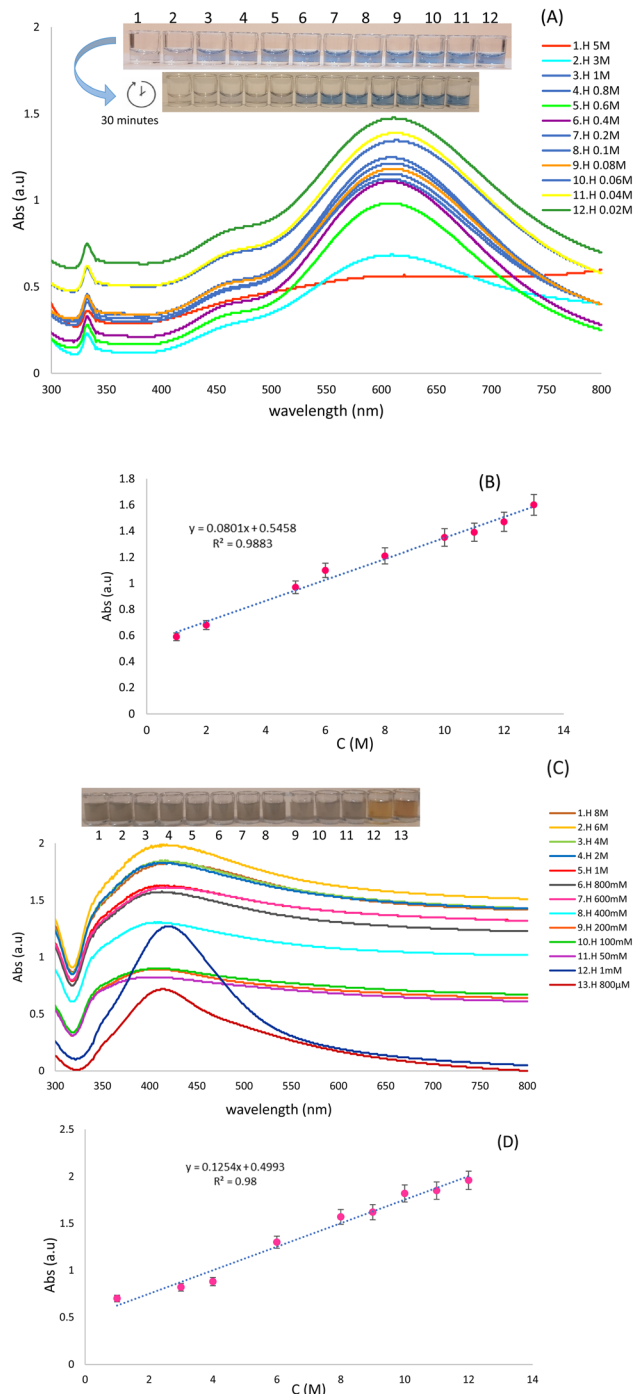 1 2 3 4 5 6 7 8 9 10 11 12
(A)
30 minutes
2
1.5
1
0.5
0
Abs (a.u)
300 350 400 450 500 550 600 650 700 750 800
wavelength (nm)
1.H 5M
2.H 3M
3.H 1M
4.H 0.8M
5.H 0.6M
6.H 0.4M
7.H 0.2M
8.H 0.1M
9.H 0.08M
10.H 0.06M
11.H 0.04M
12.H 0.02M
(B)
y = 0.0801x + 0.5458
R² = 0.9883
1.8
1.6
1.4
1.2
1
0.8
0.6
0.4
0.2
0
Abs (a.u)
0 2 4 6 8 10 12 14
C (M)
(C)
1 2 3 4 5 6 7 8 9 10 11 12 13
2
1.5
1
0.5
0
Abs (a.u)
300 350 400 450 500 550 600 650 700 750 800
wavelength (nm)
1.H 8M
2.H 6M
3.H 4M
4.H 2M
5.H 1M
6.H 800mM
7.H 600mM
8.H 400mM
9.H 200mM
10.H 100mM
11.H 50mM
12.H 1mM
13.H 800µM
(D)
y = 0.1254x + 0.4993
R² = 0.98
2.5
2
1.5
1
0.5
0
Abs (a.u)
0 2 4 6 8 10 12 14
C (M)